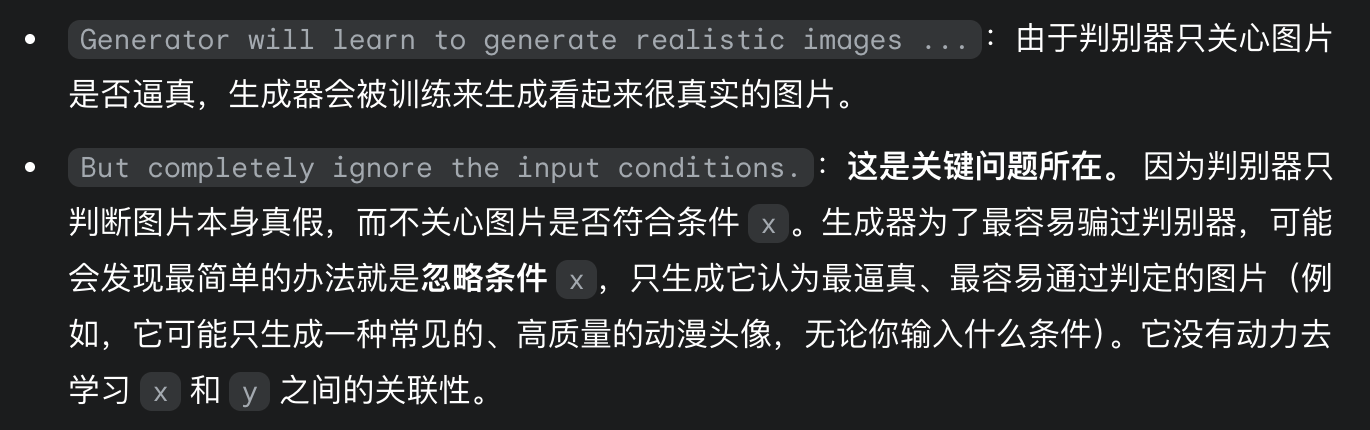 Generator will learn to generate realistic images ...：由于判别器只关心图片
是否逼真，生成器会被训练来生成看起来很真实的图片。
But completely ignore the input conditions.：这是关键问题所在。 因为判别器只
判断图片本身真假，而不关心图片是否符合条件 x。生成器为了最容易骗过判别器，可能
会发现最简单的办法就是忽略条件 x，只生成它认为最逼真、最容易通过判定的图片（例
如，它可能只生成一种常见的、高质量的动漫头像，无论你输入什么条件）。它没有动力去
学习 x 和 y 之间的关联性。